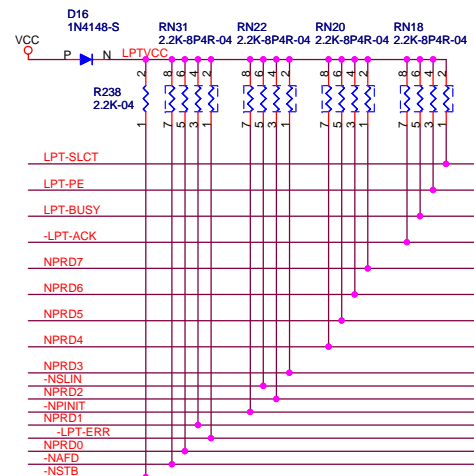 D16
1N4148-S
RN31
2.2K-8P4R-04
RN22
2.2K-8P4R-04
RN20
2.2K-8P4R-04
RN18
2.2K-8P4R-04
VCC
P
N
LPTVCC
2
8
6
4
2
8
6
4
2
8
6
4
2
8
6
4
2
R238
2.2K-04
1
7
5
3
1
7
5
3
1
7
5
3
1
7
5
3
1
LPT-SLCT
LPT-PE
LPT-BUSY
-LPT-ACK
NPRD7
NPRD6
NPRD5
NPRD4
NPRD3
-NSLIN
NPRD2
-NPINIT
NPRD1
-LPT-ERR
NPRD0
-NAFD
-NSTB